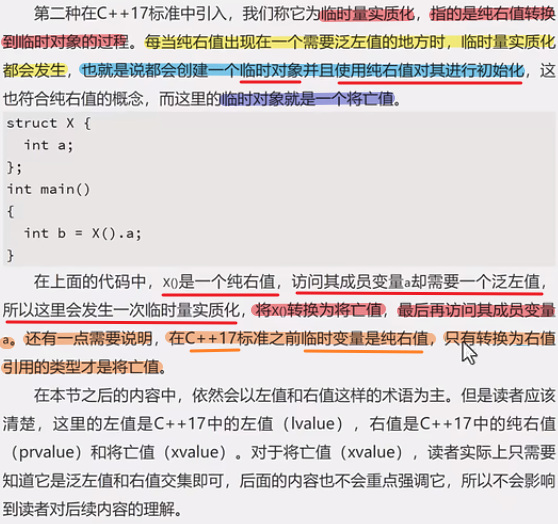 第二种在C++17标准中引入，我们称它为临时量实质化，指的是纯右值转换
到临时对象的过程。每当纯右值出现在一个需要泛左值的地方时，临时量实质化
都会发生，也就是说都会创建一个临时对象并且使用纯右值对其进行初始化，这
也符合纯右值的概念，而这里的临时对象就是一个将亡值。
struct X {
  int a;
};
int main()
{
  int b = X().a;
}
在上面的代码中，X()是一个纯右值，访问其成员变量a却需要一个泛左值，
所以这里会发生一次临时量实质化，将X()转换为将亡值，最后再访问其成员变量
a。还有一点需要说明，在C++17标准之前临时变量是纯右值，只有转换为右值
引用的类型才是将亡值。
在本节之后的内容中，依然会以左值和右值这样的术语为主。但是读者应该
清楚，这里的左值是C++17中的左值（lvalue），右值是C++17中的纯右值
（prvalue）和将亡值（xvalue）。对于将亡值（xvalue），读者实际上只需要
知道它是泛左值和右值交集即可，后面的内容也不会重点强调它，所以不会影响
到读者对后续内容的理解。